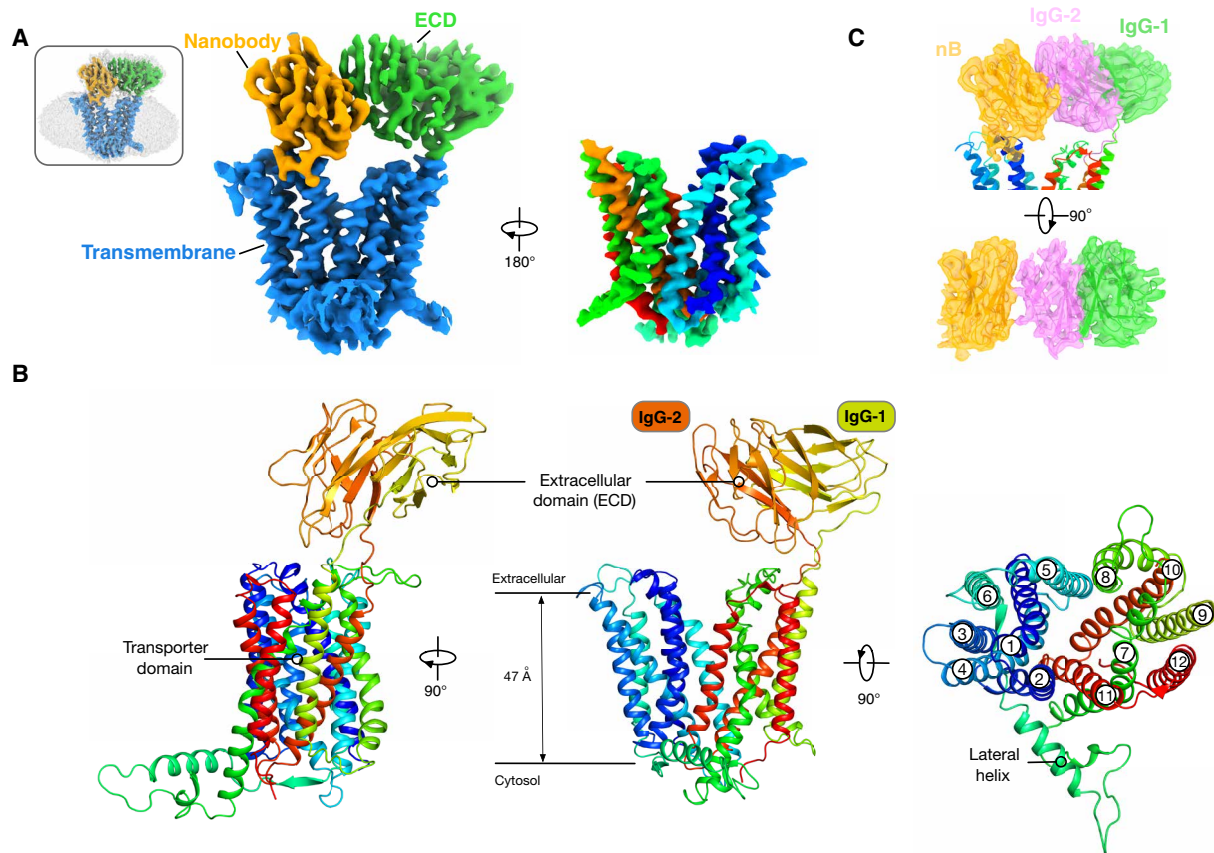 A
Nanobody
ECD
Transmembrane
180°
C
nB
IgG-2
IgG-1
90°
B
IgG-2
IgG-1
Extracellular
domain (ECD)
Transporter
domain
90°
Extracellular
47 Å
Cytosol
90°
5
8
10
6
9
3
1
7
4
2
11
12
Lateral
helix